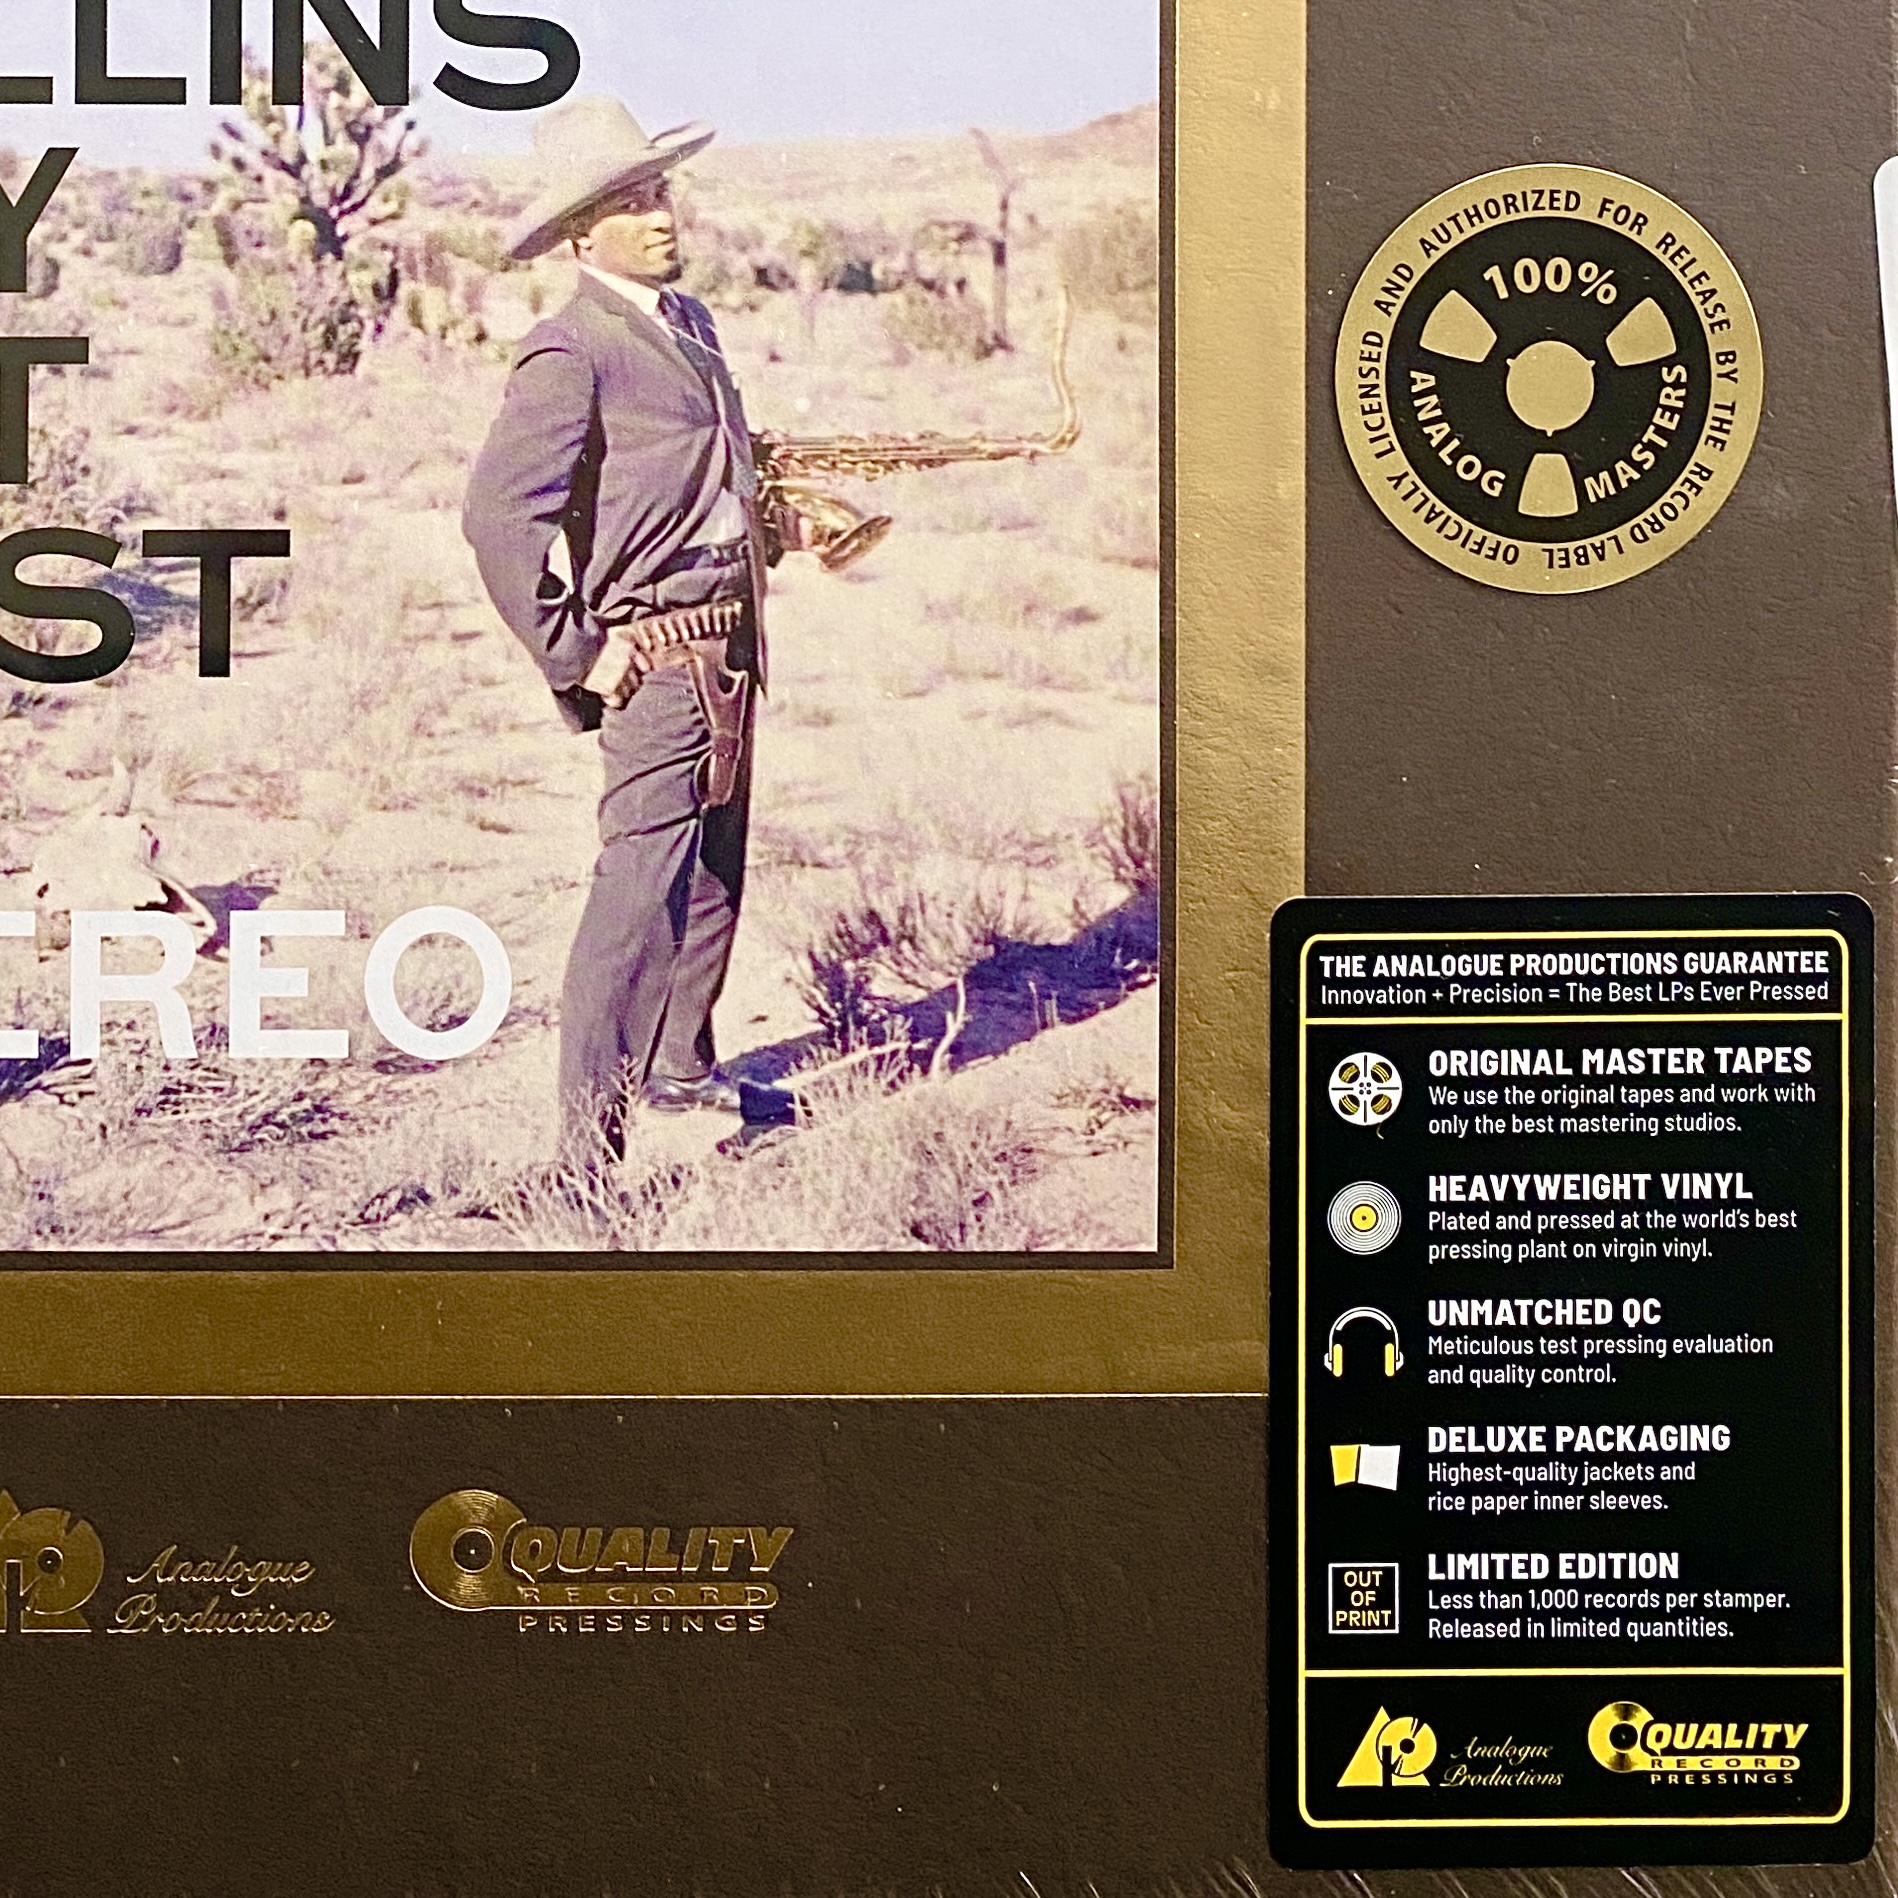 LLINS
Y
T
ST
EREO
OFFICIALLY LICENSED AND AUTHORIZED FOR RELEASE BY THE RECORD LABEL
100%
ANALOG MASTERS
THE ANALOGUE PRODUCTIONS GUARANTEE
Innovation + Precision = The Best LPs Ever Pressed
ORIGINAL MASTER TAPES
We use the original tapes and work with
only the best mastering studios.
HEAVYWEIGHT VINYL
Plated and pressed at the world's best
pressing plant on virgin vinyl.
UNMATCHED QC
Meticulous test pressing evaluation
and quality control.
DELUXE PACKAGING
Highest-quality jackets and
rice paper inner sleeves.
OUT
OF
PRINT
LIMITED EDITION
Less than 1,000 records per stamper.
Released in limited quantities.
Analogue
Productions
QUALITY
RECORD
PRESSINGS
Analogue
Productions
QUALITY
RECORD
PRESSINGS